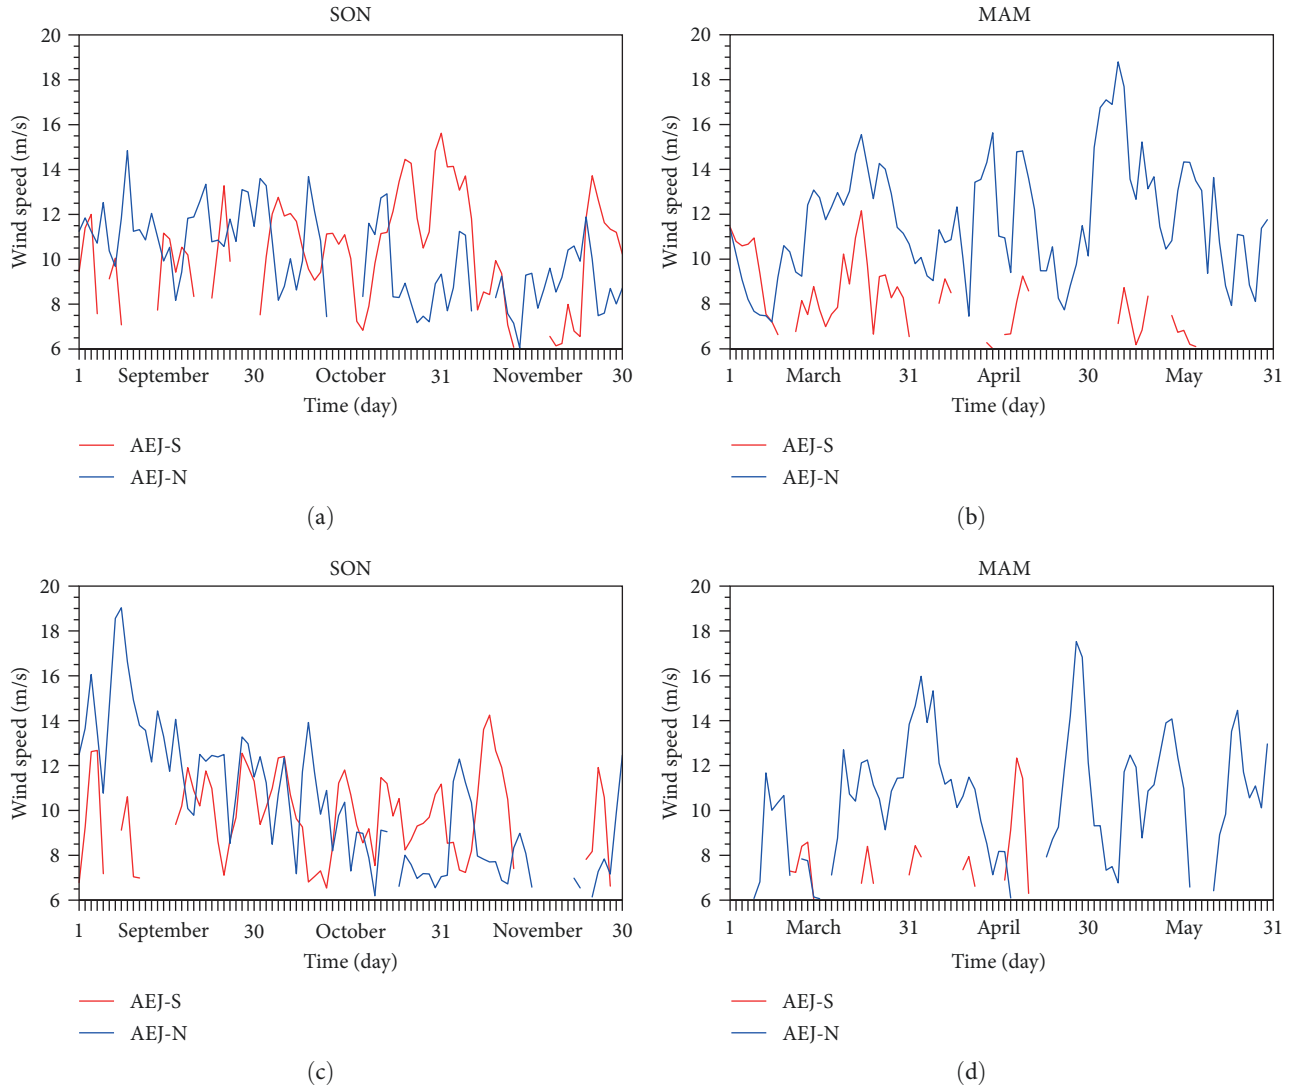 SON
20
18
16
14
12
10
8
6
Wind speed (m/s)
1 September 30 October 31 November 30
Time (day)
AEJ-S
AEJ-N
(a)
MAM
20
18
16
14
12
10
8
6
Wind speed (m/s)
1 March 31 April 30 May 31
Time (day)
AEJ-S
AEJ-N
(b)
SON
20
18
16
14
12
10
8
6
Wind speed (m/s)
1 September 30 October 31 November 30
Time (day)
AEJ-S
AEJ-N
(c)
MAM
20
18
16
14
12
10
8
6
Wind speed (m/s)
1 March 31 April 30 May 31
Time (day)
AEJ-S
AEJ-N
(d)